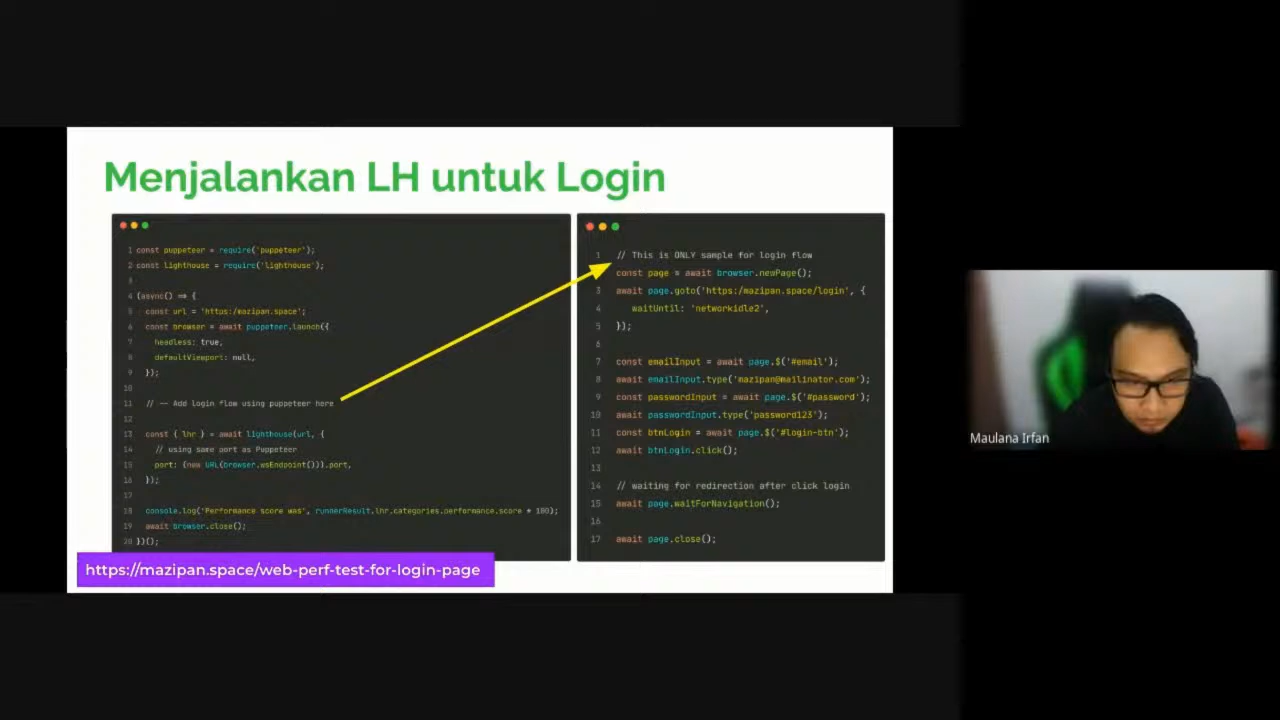 Menjalankan LH untuk Login
1 const puppeteer = require('puppeteer');
2 const lighthouse = require('lighthouse');
3
4 (async() => {
5 const url = 'https:/mazipan.space';
6 const browser = await puppeteer.launch({
7 headless: true,
8 defaultViewport: null,
9 });
10
11 // -- Add login flow using puppeteer here
12
13 const { lhr } = await lighthouse(url, {
14 // using same port as Puppeteer
15 port: (new URL(browser.wsEndpoint())).port,
16 });
17
18 console.log('Performance score was', runnerResult.lhr.categories.performance.score * 100);
19 await browser.close();
20 })();
1 // This is ONLY sample for login flow
const page = await browser.newPage();
3 await page.goto('https:/mazipan.space/login', {
4 waitUntil: 'networkidle2',
5 });
6
7 const emailInput = await page.$('#email');
8 await emailInput.type('mazipan@mailinator.com');
9 const passwordInput = await page.$('#password');
10 await passwordInput.type('password123');
11 const btnLogin = await page.$('#login-btn');
12 await btnLogin.click();
13
14 // waiting for redirection after click login
15 await page.waitForNavigation();
16
17 await page.close();
https://mazipan.space/web-perf-test-for-login-page
Maulana Irfan